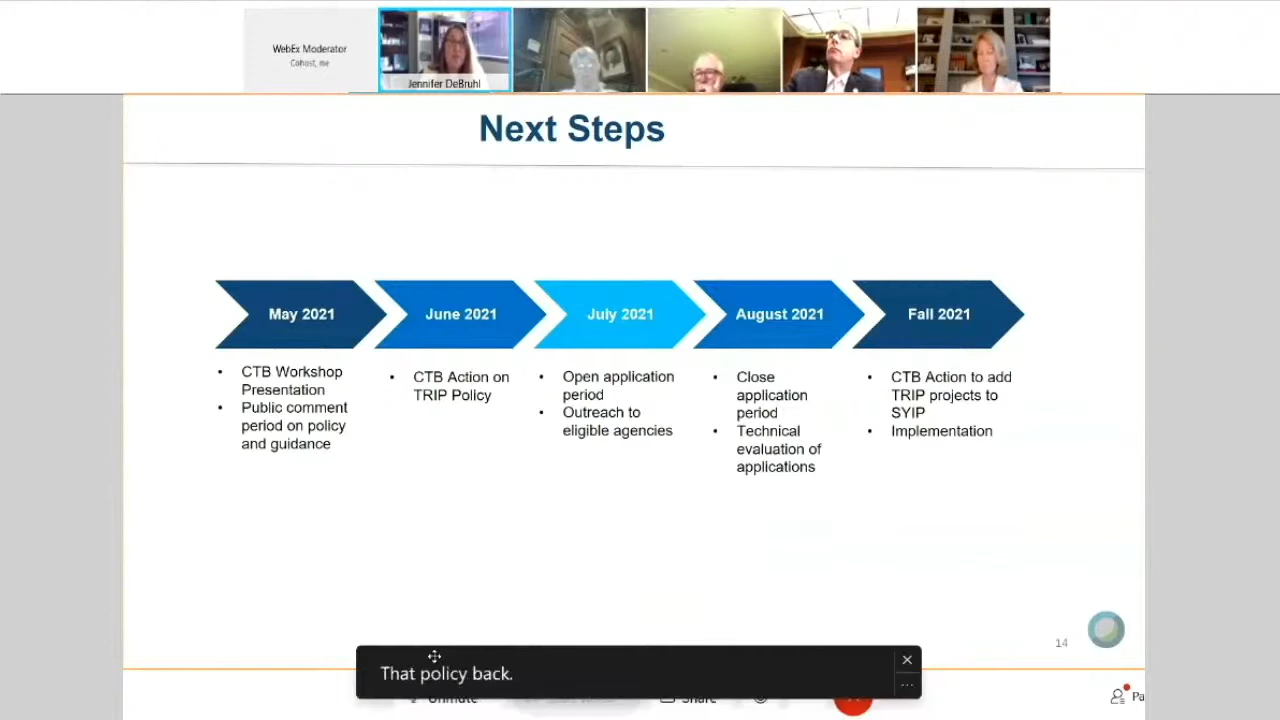 WebEx Moderator
Cohost, me
Jennifer DeBruhl
Next Steps
May 2021
June 2021
July 2021
August 2021
Fall 2021
• CTB Workshop
Presentation
• Public comment
period on policy
and guidance
• CTB Action on
TRIP Policy
• Open application
period
• Outreach to
eligible agencies
• Close
application
period
• Technical
evaluation of
applications
• CTB Action to add
TRIP projects to
SYIP
• Implementation
14
That policy back.
Unmute
Share
Pa